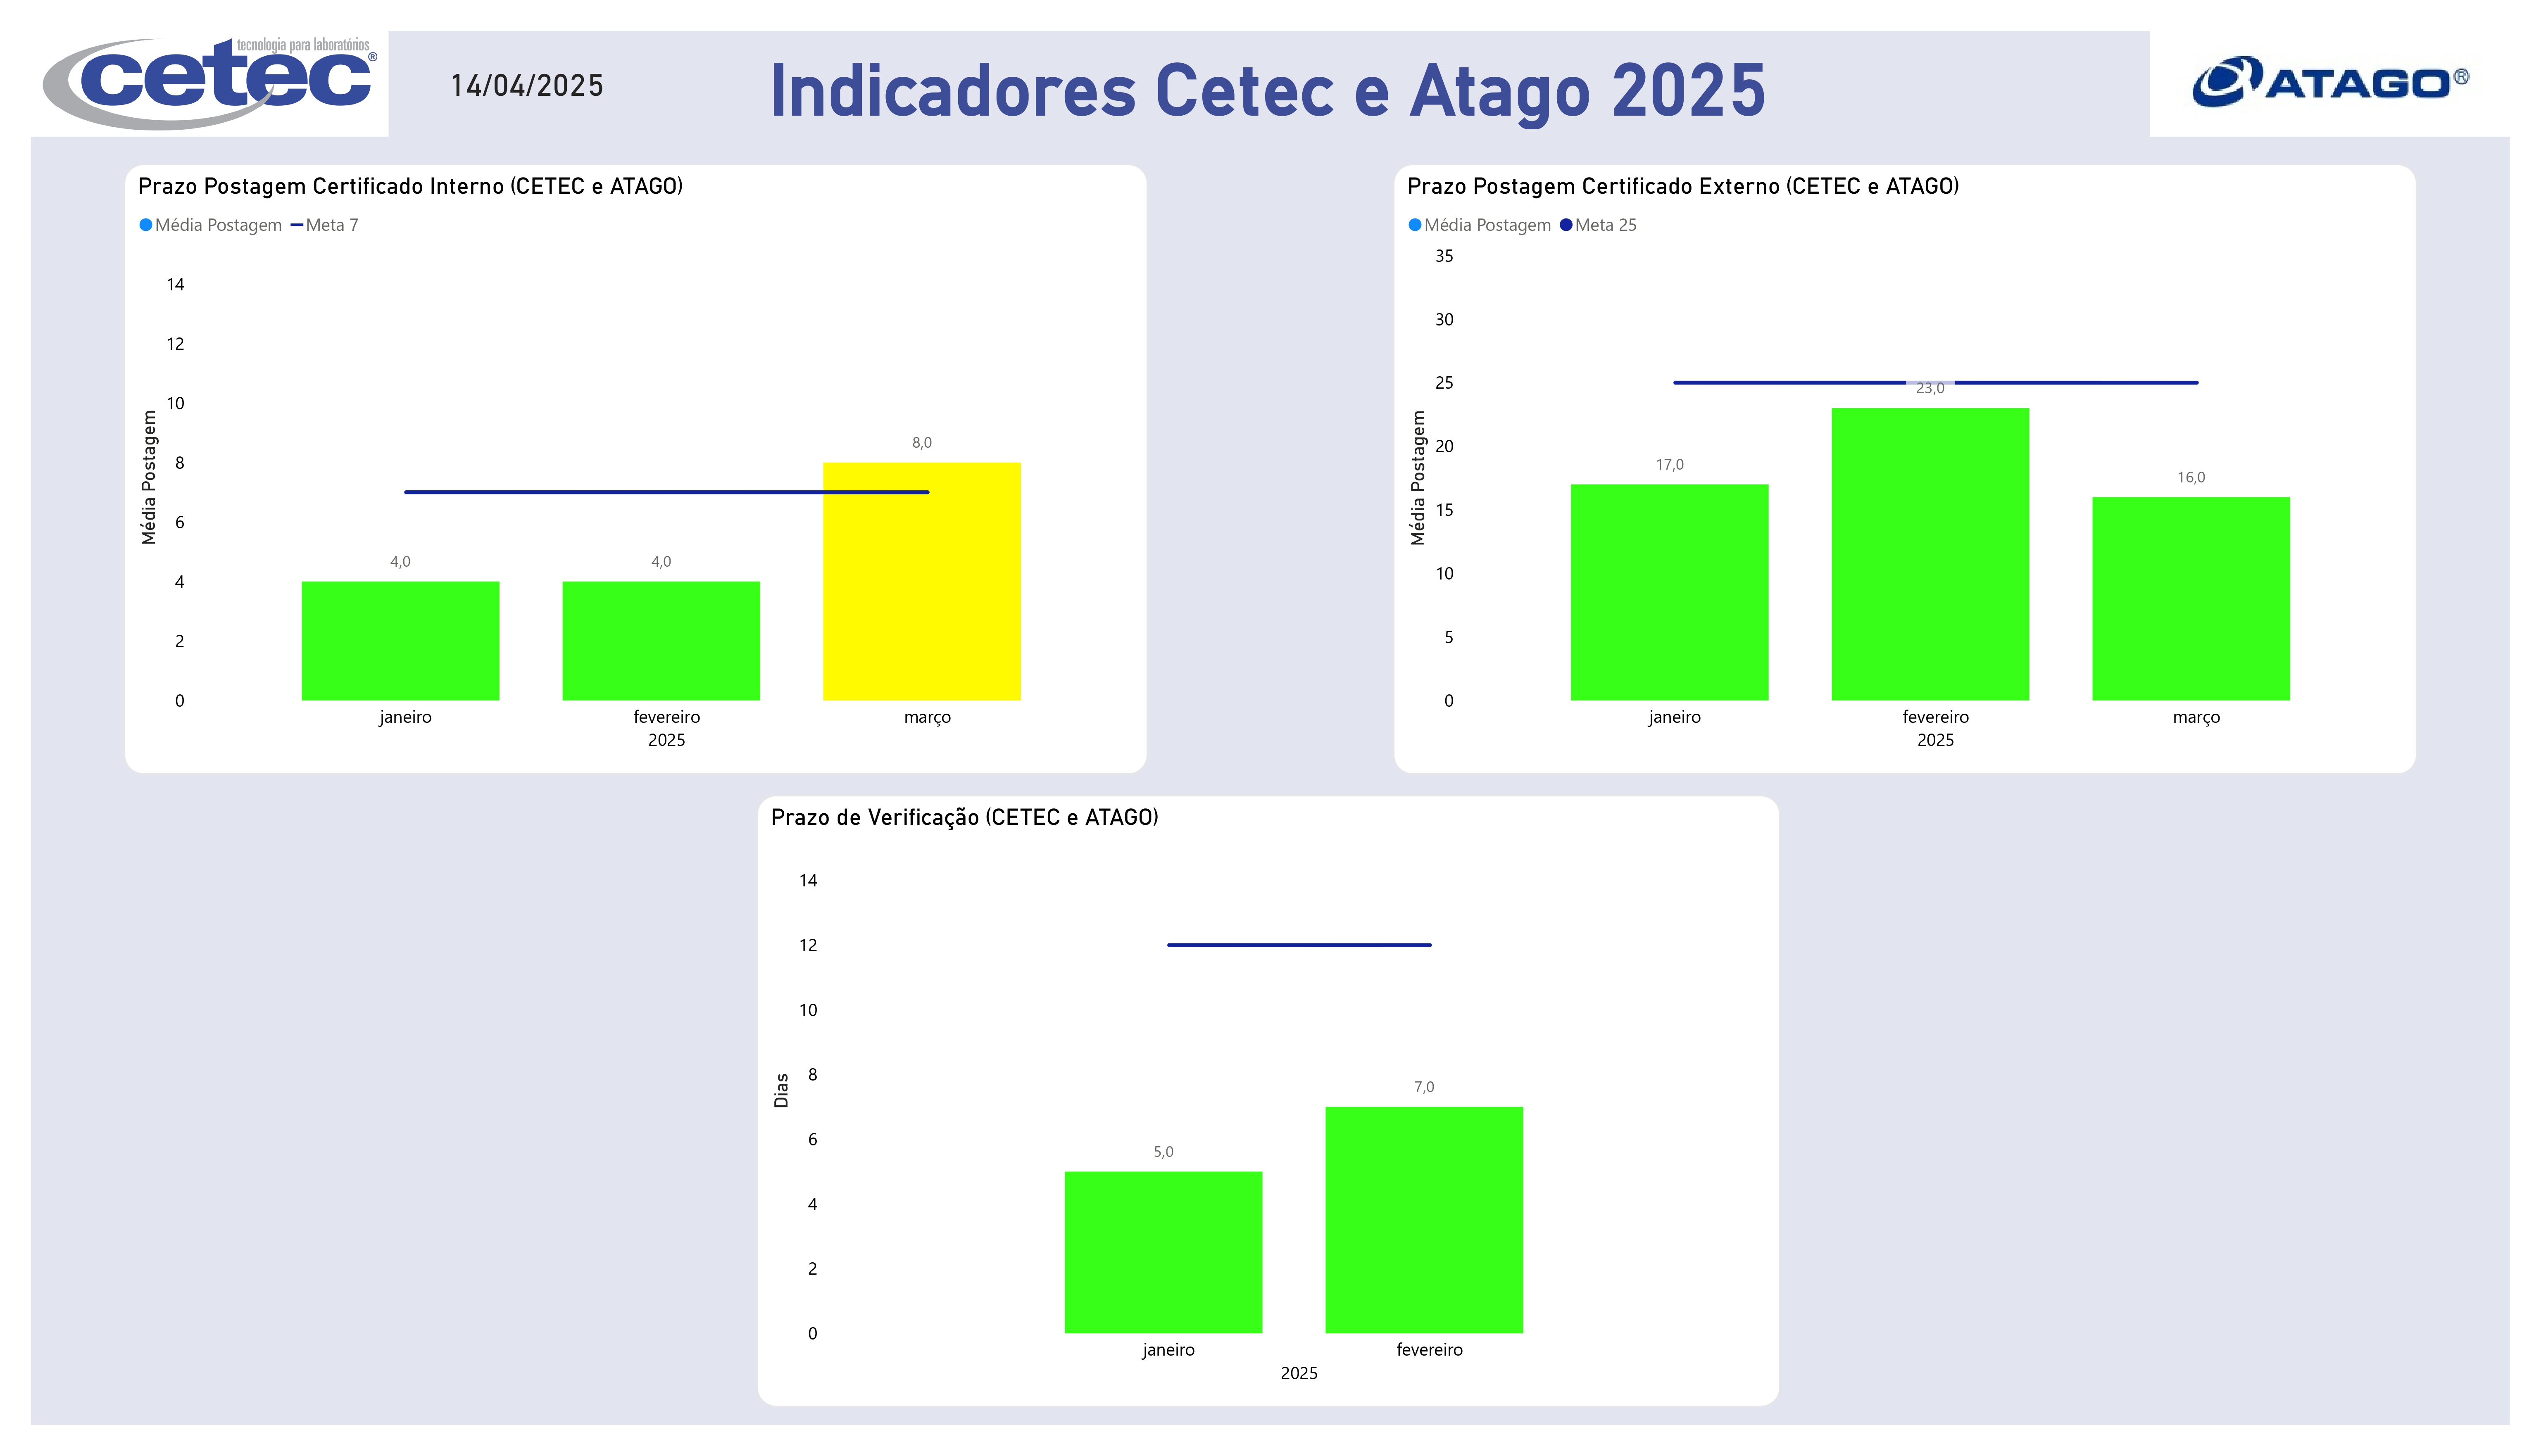 tecnologia para laboratórios
cetec®
14/04/2025
Indicadores Cetec e Atago 2025
ATAGO®
Prazo Postagem Certificado Interno (CETEC e ATAGO)
Média Postagem Meta 7
Média Postagem
14
12
10
8
6
4
2
0
4,0
4,0
8,0
janeiro fevereiro março
2025
Prazo Postagem Certificado Externo (CETEC e ATAGO)
Média Postagem Meta 25
Média Postagem
35
30
25
20
15
10
5
0
17,0
23,0
16,0
janeiro fevereiro março
2025
Prazo de Verificação (CETEC e ATAGO)
Dias
14
12
10
8
6
4
2
0
5,0
7,0
janeiro fevereiro
2025